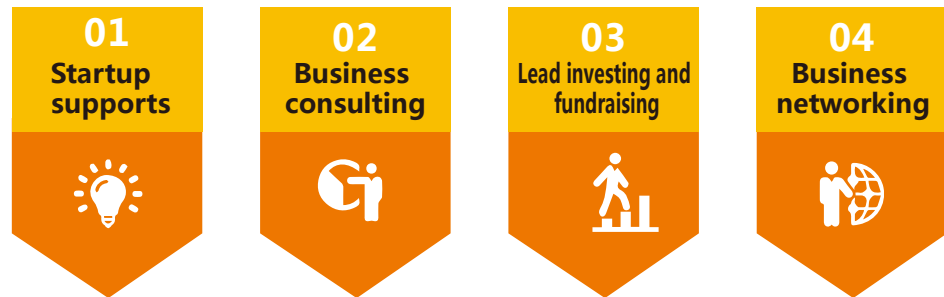 01
Startup
supports
02
Business
consulting
03
Lead investing and
fundraising
04
Business
networking